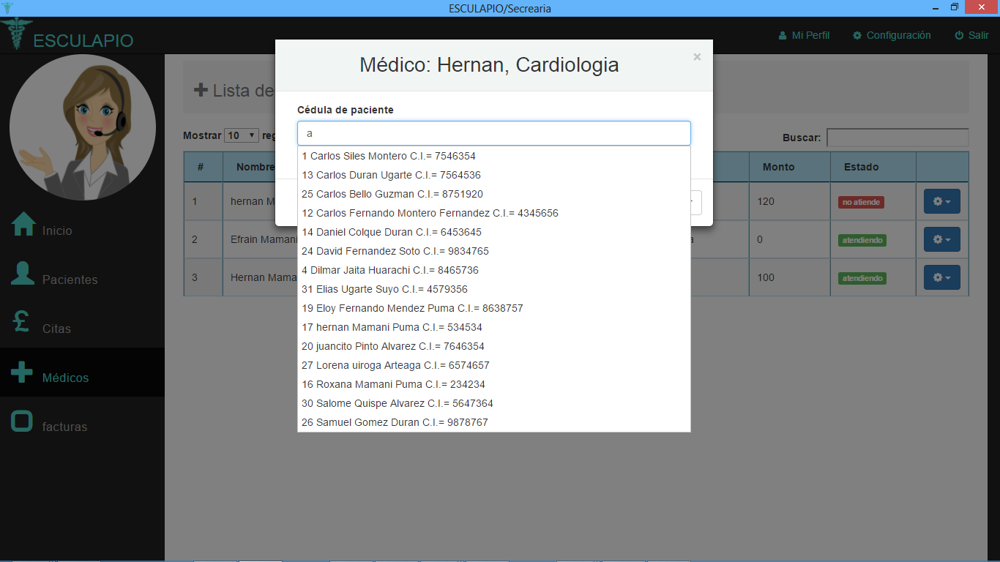 ESCULAPIO/Secrearia
ESCULAPIO
Mi Perfil
Configuración
Salir
Inicio
Pacientes
Citas
Médicos
facturas
Lista de
Mostrar 10 reg
Buscar:
# Nombre Monto Estado
1 hernan M 120 no atiende
2 Efrain Mamani 0 atendiendo
3 Hernan Mama 100 atendiendo
Médico: Hernan, Cardiologia
×
Cédula de paciente
a
1 Carlos Siles Montero C.I.= 7546354
13 Carlos Duran Ugarte C.I.= 7564536
25 Carlos Bello Guzman C.I.= 8751920
12 Carlos Fernando Montero Fernandez C.I.= 4345656
14 Daniel Colque Duran C.I.= 6453645
24 David Fernandez Soto C.I.= 9834765
4 Dilmar Jaita Huarachi C.I.= 8465736
31 Elias Ugarte Suyo C.I.= 4579356
19 Eloy Fernando Mendez Puma C.I.= 8638757
17 hernan Mamani Puma C.I.= 534534
20 juancito Pinto Alvarez C.I.= 7646354
27 Lorena uiroga Arteaga C.I.= 6574657
16 Roxana Mamani Puma C.I.= 234234
30 Salome Quispe Alvarez C.I.= 5647364
26 Samuel Gomez Duran C.I.= 9878767